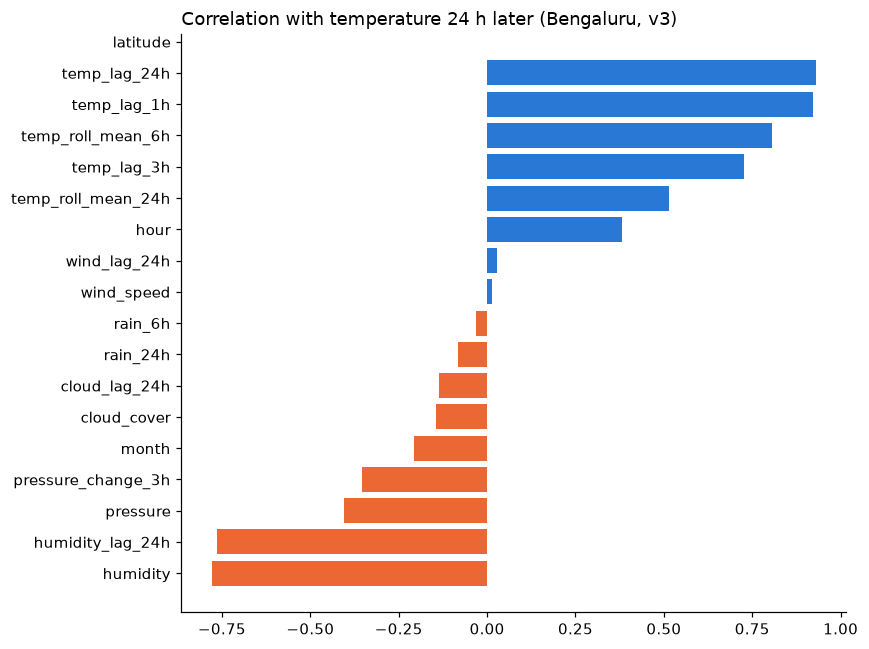 Correlation with temperature 24 h later (Bengaluru, v3)
latitude
temp_lag_24h
temp_lag_1h
temp_roll_mean_6h
temp_lag_3h
temp_roll_mean_24h
hour
wind_lag_24h
wind_speed
rain_6h
rain_24h
cloud_lag_24h
cloud_cover
month
pressure_change_3h
pressure
humidity_lag_24h
humidity
−0.75 −0.50 −0.25 0.00 0.25 0.50 0.75 1.00